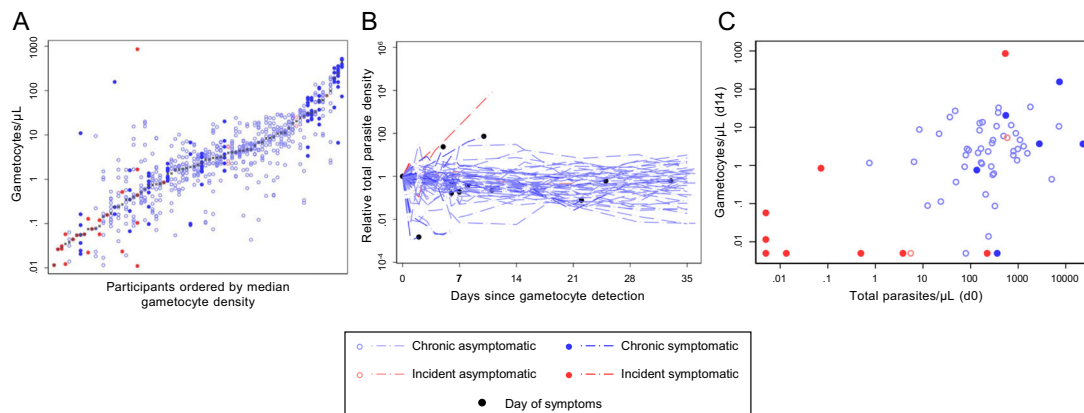 A
B
C
Gametocytes/µL
1000
100
10
1
.1
.01
Participants ordered by median
gametocyte density
Relative total parasite density
10⁶
10⁴
100
1
.01
10⁴
0
7
14
21
28
35
Days since gametocyte detection
Gametocytes/µL (d14)
1000
100
10
1
.1
.01
.01
.1
1
10
100
1000
10000
Total parasites/µL (d0)
Chronic asymptomatic
Chronic symptomatic
Incident asymptomatic
Incident symptomatic
Day of symptoms